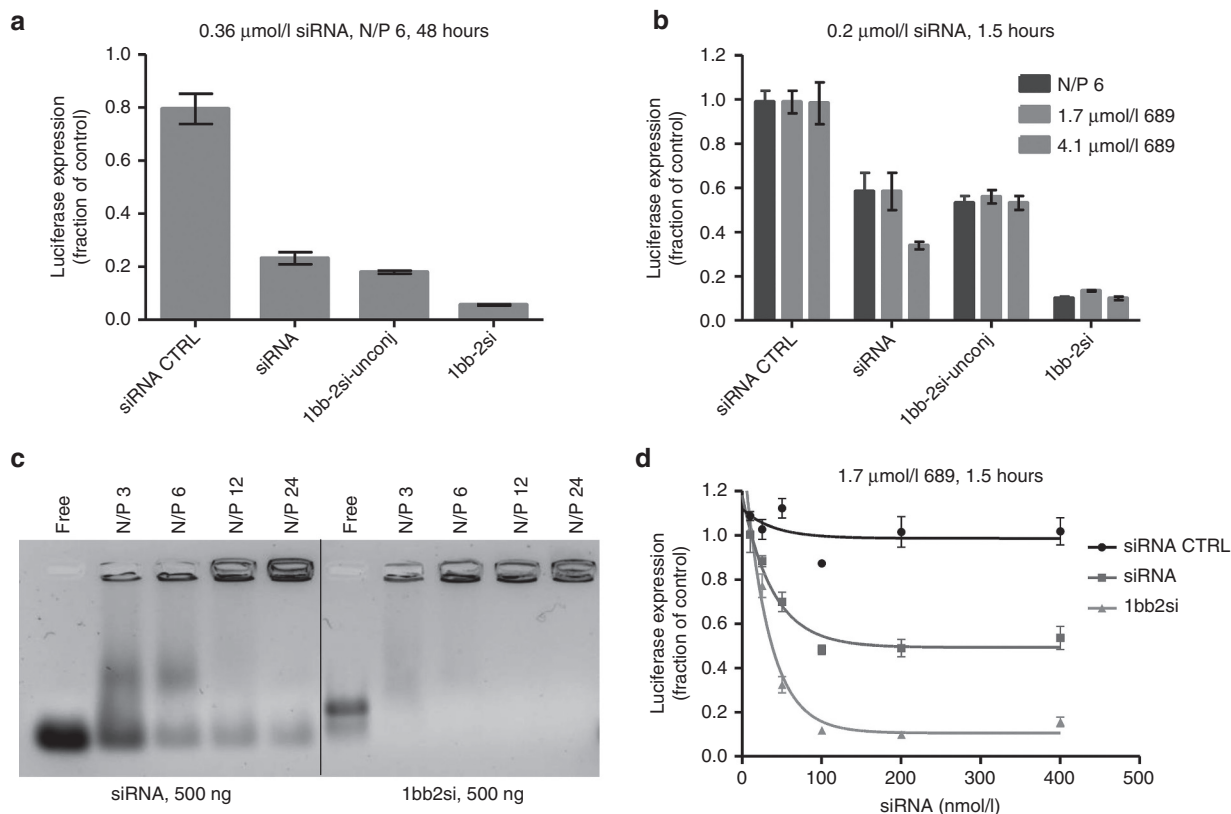 a
0.36 μmol/l siRNA, N/P 6, 48 hours
Luciferase expression
(fraction of control)
1.0
0.8
0.6
0.4
0.2
0.0
siRNA CTRL
siRNA
1bb-2si-unconj
1bb-2si
b
0.2 μmol/l siRNA, 1.5 hours
Luciferase expression
(fraction of control)
1.2
1.0
0.8
0.6
0.4
0.2
0.0
N/P 6
1.7 μmol/l 689
4.1 μmol/l 689
siRNA CTRL
siRNA
1bb-2si-unconj
1bb-2si
c
Free
N/P 3
N/P 6
N/P 12
N/P 24
Free
N/P 3
N/P 6
N/P 12
N/P 24
siRNA, 500 ng
1bb2si, 500 ng
d
1.7 μmol/l 689, 1.5 hours
Luciferase expression
(fraction of control)
1.2
1.0
0.8
0.6
0.4
0.2
0.0
0
100
200
300
400
500
siRNA (nmol/l)
siRNA CTRL
siRNA
1bb2si